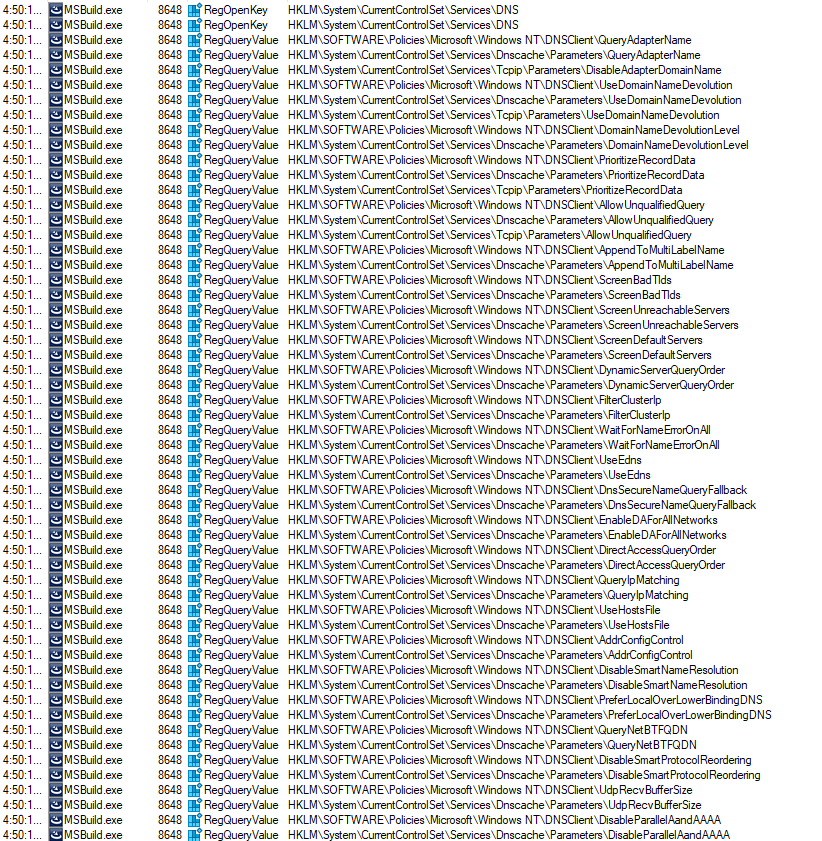 4:50:1... MSBuild.exe 8648 RegOpenKey HKLM\System\CurrentControlSet\Services\DNS
4:50:1... MSBuild.exe 8648 RegOpenKey HKLM\System\CurrentControlSet\Services\DNS
4:50:1... MSBuild.exe 8648 RegQueryValue HKLM\SOFTWARE\Policies\Microsoft\Windows NT\DNSClient\QueryAdapterName
4:50:1... MSBuild.exe 8648 RegQueryValue HKLM\System\CurrentControlSet\Services\Dnscache\Parameters\QueryAdapterName
4:50:1... MSBuild.exe 8648 RegQueryValue HKLM\System\CurrentControlSet\Services\Tcpip\Parameters\DisableAdapterDomainName
4:50:1... MSBuild.exe 8648 RegQueryValue HKLM\SOFTWARE\Policies\Microsoft\Windows NT\DNSClient\UseDomainNameDevolution
4:50:1... MSBuild.exe 8648 RegQueryValue HKLM\System\CurrentControlSet\Services\Dnscache\Parameters\UseDomainNameDevolution
4:50:1... MSBuild.exe 8648 RegQueryValue HKLM\System\CurrentControlSet\Services\Tcpip\Parameters\UseDomainNameDevolution
4:50:1... MSBuild.exe 8648 RegQueryValue HKLM\SOFTWARE\Policies\Microsoft\Windows NT\DNSClient\DomainNameDevolutionLevel
4:50:1... MSBuild.exe 8648 RegQueryValue HKLM\System\CurrentControlSet\Services\Dnscache\Parameters\DomainNameDevolutionLevel
4:50:1... MSBuild.exe 8648 RegQueryValue HKLM\SOFTWARE\Policies\Microsoft\Windows NT\DNSClient\PrioritizeRecordData
4:50:1... MSBuild.exe 8648 RegQueryValue HKLM\System\CurrentControlSet\Services\Dnscache\Parameters\PrioritizeRecordData
4:50:1... MSBuild.exe 8648 RegQueryValue HKLM\System\CurrentControlSet\Services\Tcpip\Parameters\PrioritizeRecordData
4:50:1... MSBuild.exe 8648 RegQueryValue HKLM\SOFTWARE\Policies\Microsoft\Windows NT\DNSClient\AllowUnqualifiedQuery
4:50:1... MSBuild.exe 8648 RegQueryValue HKLM\System\CurrentControlSet\Services\Dnscache\Parameters\AllowUnqualifiedQuery
4:50:1... MSBuild.exe 8648 RegQueryValue HKLM\System\CurrentControlSet\Services\Tcpip\Parameters\AllowUnqualifiedQuery
4:50:1... MSBuild.exe 8648 RegQueryValue HKLM\SOFTWARE\Policies\Microsoft\Windows NT\DNSClient\AppendToMultiLabelName
4:50:1... MSBuild.exe 8648 RegQueryValue HKLM\System\CurrentControlSet\Services\Dnscache\Parameters\AppendToMultiLabelName
4:50:1... MSBuild.exe 8648 RegQueryValue HKLM\SOFTWARE\Policies\Microsoft\Windows NT\DNSClient\ScreenBadTlds
4:50:1... MSBuild.exe 8648 RegQueryValue HKLM\System\CurrentControlSet\Services\Dnscache\Parameters\ScreenBadTlds
4:50:1... MSBuild.exe 8648 RegQueryValue HKLM\SOFTWARE\Policies\Microsoft\Windows NT\DNSClient\ScreenUnreachableServers
4:50:1... MSBuild.exe 8648 RegQueryValue HKLM\System\CurrentControlSet\Services\Dnscache\Parameters\ScreenUnreachableServers
4:50:1... MSBuild.exe 8648 RegQueryValue HKLM\SOFTWARE\Policies\Microsoft\Windows NT\DNSClient\ScreenDefaultServers
4:50:1... MSBuild.exe 8648 RegQueryValue HKLM\System\CurrentControlSet\Services\Dnscache\Parameters\ScreenDefaultServers
4:50:1... MSBuild.exe 8648 RegQueryValue HKLM\SOFTWARE\Policies\Microsoft\Windows NT\DNSClient\DynamicServerQueryOrder
4:50:1... MSBuild.exe 8648 RegQueryValue HKLM\System\CurrentControlSet\Services\Dnscache\Parameters\DynamicServerQueryOrder
4:50:1... MSBuild.exe 8648 RegQueryValue HKLM\SOFTWARE\Policies\Microsoft\Windows NT\DNSClient\FilterClusterIp
4:50:1... MSBuild.exe 8648 RegQueryValue HKLM\System\CurrentControlSet\Services\Dnscache\Parameters\FilterClusterIp
4:50:1... MSBuild.exe 8648 RegQueryValue HKLM\SOFTWARE\Policies\Microsoft\Windows NT\DNSClient\WaitForNameErrorOnAll
4:50:1... MSBuild.exe 8648 RegQueryValue HKLM\System\CurrentControlSet\Services\Dnscache\Parameters\WaitForNameErrorOnAll
4:50:1... MSBuild.exe 8648 RegQueryValue HKLM\SOFTWARE\Policies\Microsoft\Windows NT\DNSClient\UseEdns
4:50:1... MSBuild.exe 8648 RegQueryValue HKLM\System\CurrentControlSet\Services\Dnscache\Parameters\UseEdns
4:50:1... MSBuild.exe 8648 RegQueryValue HKLM\SOFTWARE\Policies\Microsoft\Windows NT\DNSClient\DnsSecureNameQueryFallback
4:50:1... MSBuild.exe 8648 RegQueryValue HKLM\System\CurrentControlSet\Services\Dnscache\Parameters\DnsSecureNameQueryFallback
4:50:1... MSBuild.exe 8648 RegQueryValue HKLM\SOFTWARE\Policies\Microsoft\Windows NT\DNSClient\EnableDAForAllNetworks
4:50:1... MSBuild.exe 8648 RegQueryValue HKLM\System\CurrentControlSet\Services\Dnscache\Parameters\EnableDAForAllNetworks
4:50:1... MSBuild.exe 8648 RegQueryValue HKLM\SOFTWARE\Policies\Microsoft\Windows NT\DNSClient\DirectAccessQueryOrder
4:50:1... MSBuild.exe 8648 RegQueryValue HKLM\System\CurrentControlSet\Services\Dnscache\Parameters\DirectAccessQueryOrder
4:50:1... MSBuild.exe 8648 RegQueryValue HKLM\SOFTWARE\Policies\Microsoft\Windows NT\DNSClient\QueryIpMatching
4:50:1... MSBuild.exe 8648 RegQueryValue HKLM\System\CurrentControlSet\Services\Dnscache\Parameters\QueryIpMatching
4:50:1... MSBuild.exe 8648 RegQueryValue HKLM\SOFTWARE\Policies\Microsoft\Windows NT\DNSClient\UseHostsFile
4:50:1... MSBuild.exe 8648 RegQueryValue HKLM\System\CurrentControlSet\Services\Dnscache\Parameters\UseHostsFile
4:50:1... MSBuild.exe 8648 RegQueryValue HKLM\SOFTWARE\Policies\Microsoft\Windows NT\DNSClient\AddrConfigControl
4:50:1... MSBuild.exe 8648 RegQueryValue HKLM\System\CurrentControlSet\Services\Dnscache\Parameters\AddrConfigControl
4:50:1... MSBuild.exe 8648 RegQueryValue HKLM\SOFTWARE\Policies\Microsoft\Windows NT\DNSClient\DisableSmartNameResolution
4:50:1... MSBuild.exe 8648 RegQueryValue HKLM\System\CurrentControlSet\Services\Dnscache\Parameters\DisableSmartNameResolution
4:50:1... MSBuild.exe 8648 RegQueryValue HKLM\SOFTWARE\Policies\Microsoft\Windows NT\DNSClient\PreferLocalOverLowerBindingDNS
4:50:1... MSBuild.exe 8648 RegQueryValue HKLM\System\CurrentControlSet\Services\Dnscache\Parameters\PreferLocalOverLowerBindingDNS
4:50:1... MSBuild.exe 8648 RegQueryValue HKLM\SOFTWARE\Policies\Microsoft\Windows NT\DNSClient\QueryNetBTFQDN
4:50:1... MSBuild.exe 8648 RegQueryValue HKLM\System\CurrentControlSet\Services\Dnscache\Parameters\QueryNetBTFQDN
4:50:1... MSBuild.exe 8648 RegQueryValue HKLM\SOFTWARE\Policies\Microsoft\Windows NT\DNSClient\DisableSmartProtocolReordering
4:50:1... MSBuild.exe 8648 RegQueryValue HKLM\System\CurrentControlSet\Services\Dnscache\Parameters\DisableSmartProtocolReordering
4:50:1... MSBuild.exe 8648 RegQueryValue HKLM\SOFTWARE\Policies\Microsoft\Windows NT\DNSClient\UdpRecvBufferSize
4:50:1... MSBuild.exe 8648 RegQueryValue HKLM\System\CurrentControlSet\Services\Dnscache\Parameters\UdpRecvBufferSize
4:50:1... MSBuild.exe 8648 RegQueryValue HKLM\SOFTWARE\Policies\Microsoft\Windows NT\DNSClient\DisableParallelAandAAAA
4:50:1... MSBuild.exe 8648 RegQueryValue HKLM\System\CurrentControlSet\Services\Dnscache\Parameters\DisableParallelAandAAAA